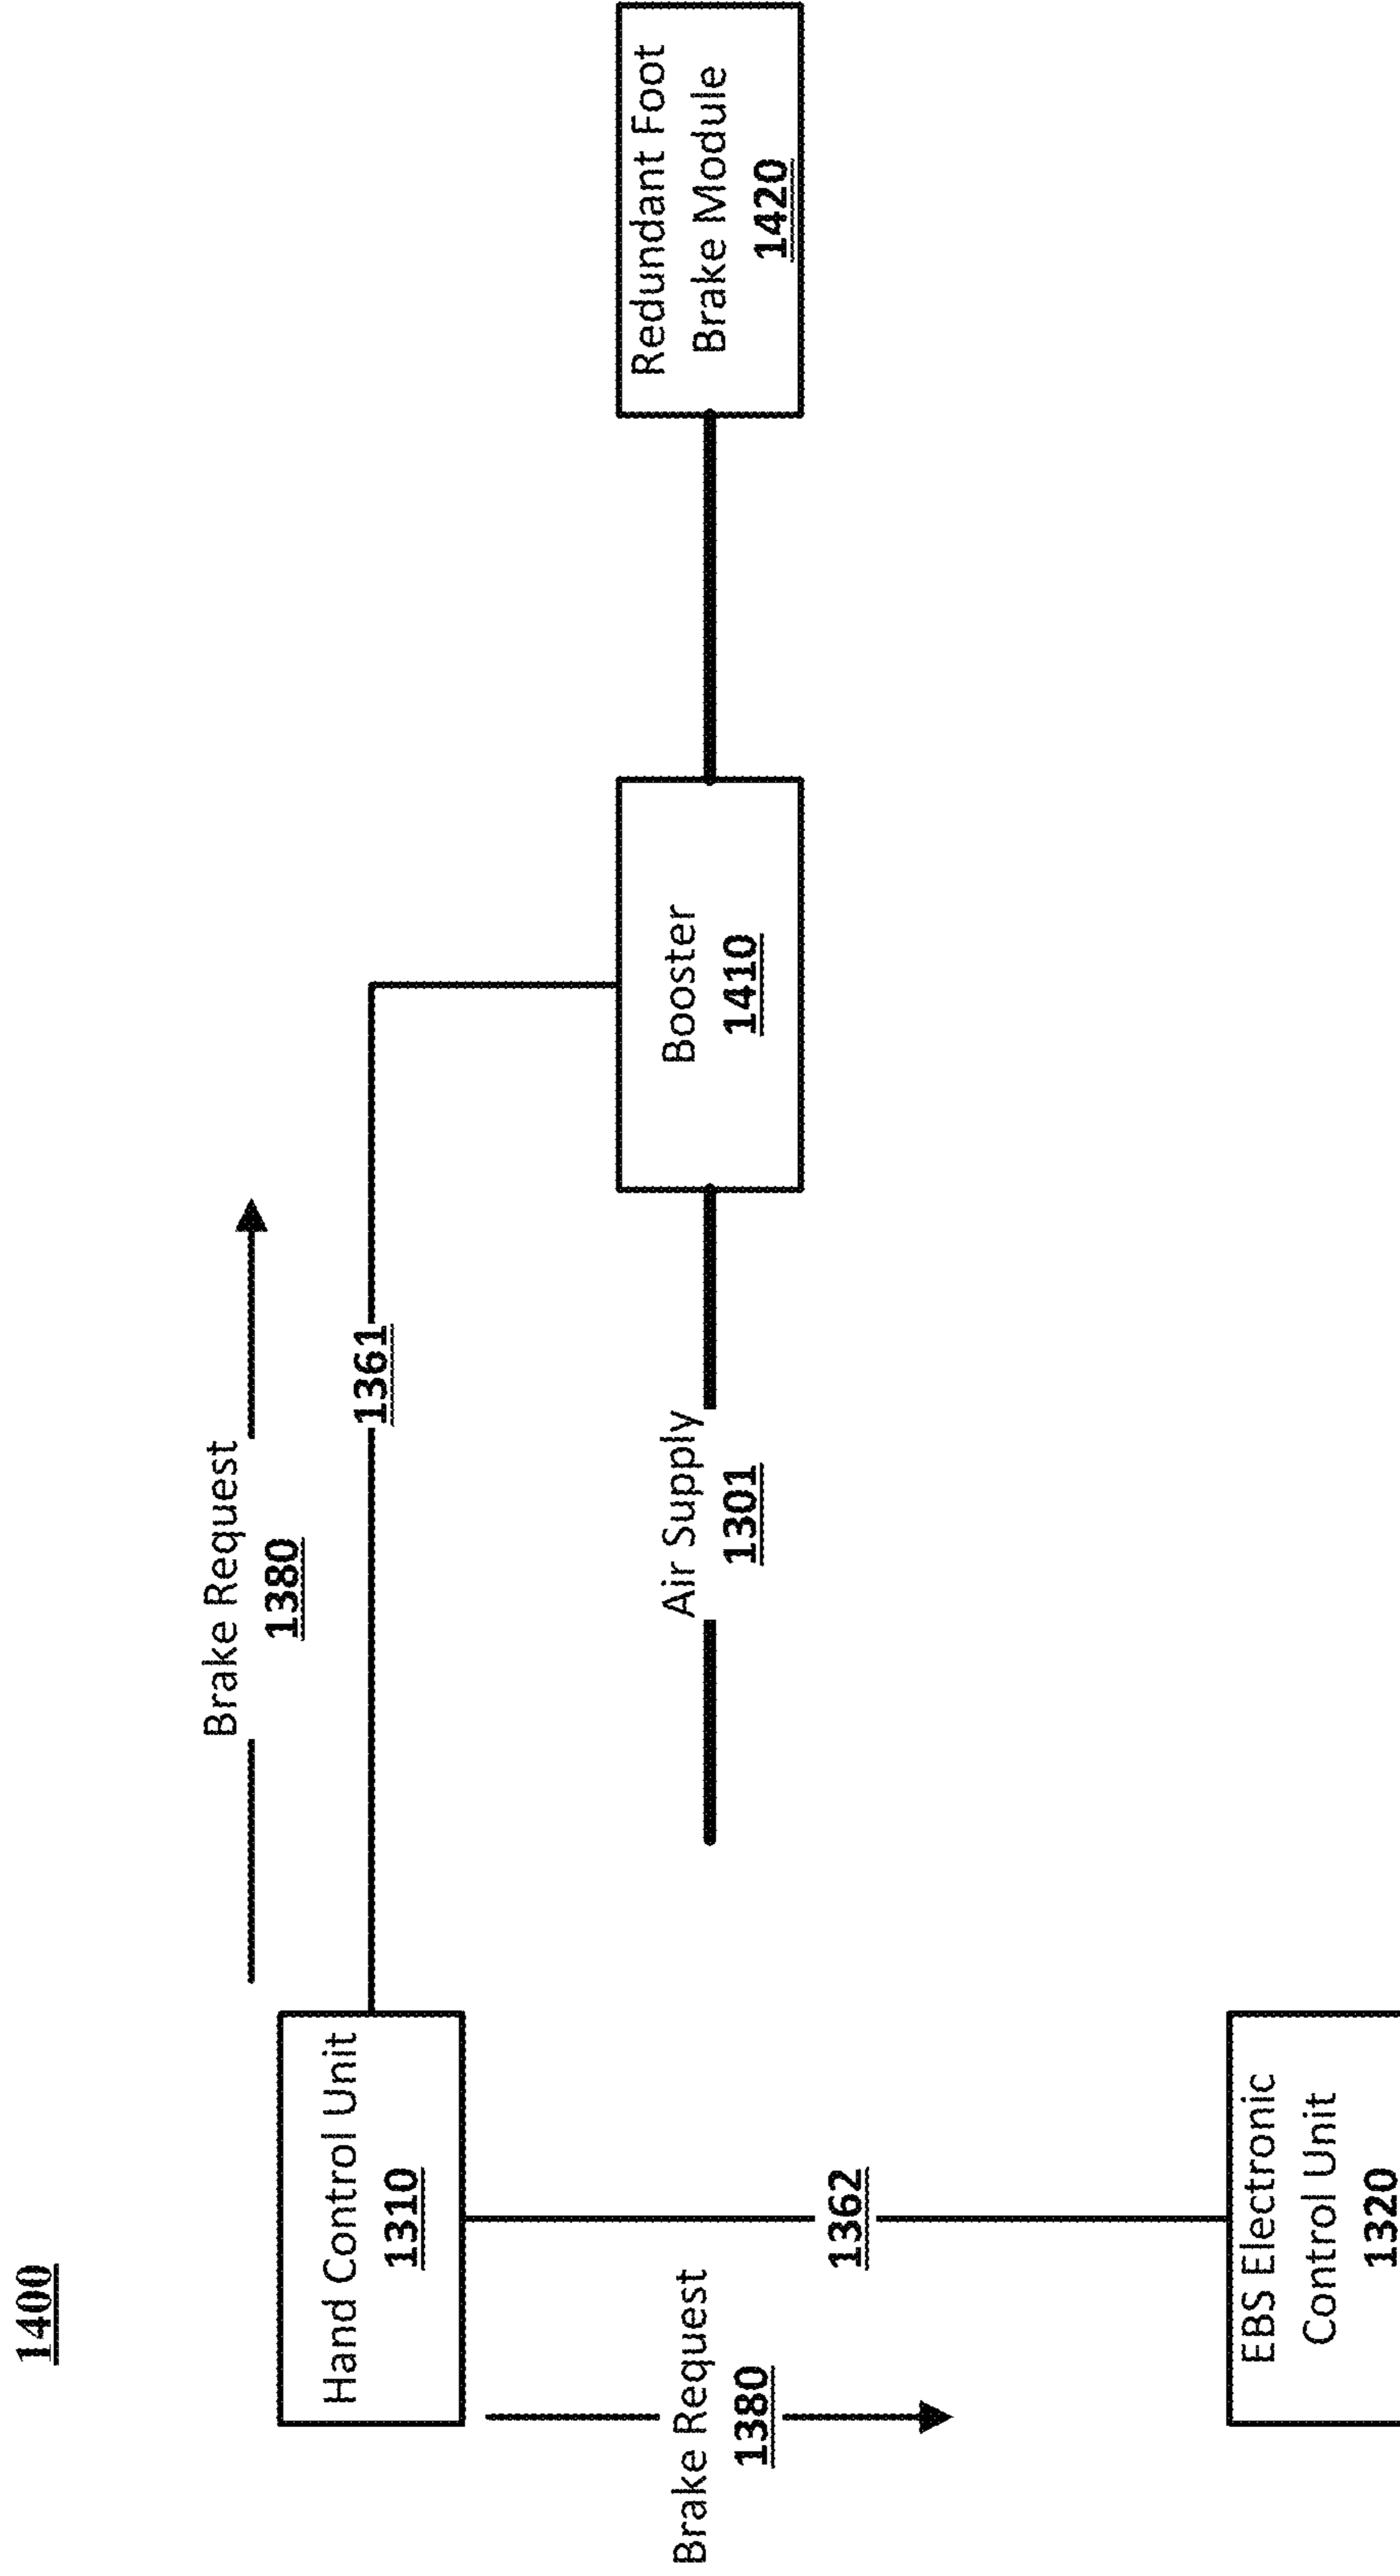 1400
Brake Request
1380
Hand Control Unit
1310
1361
Brake Request
1380
1362
Air Supply
1301
Booster
1410
Redundant Foot
Brake Module
1420
EBS Electronic
Control Unit
1320